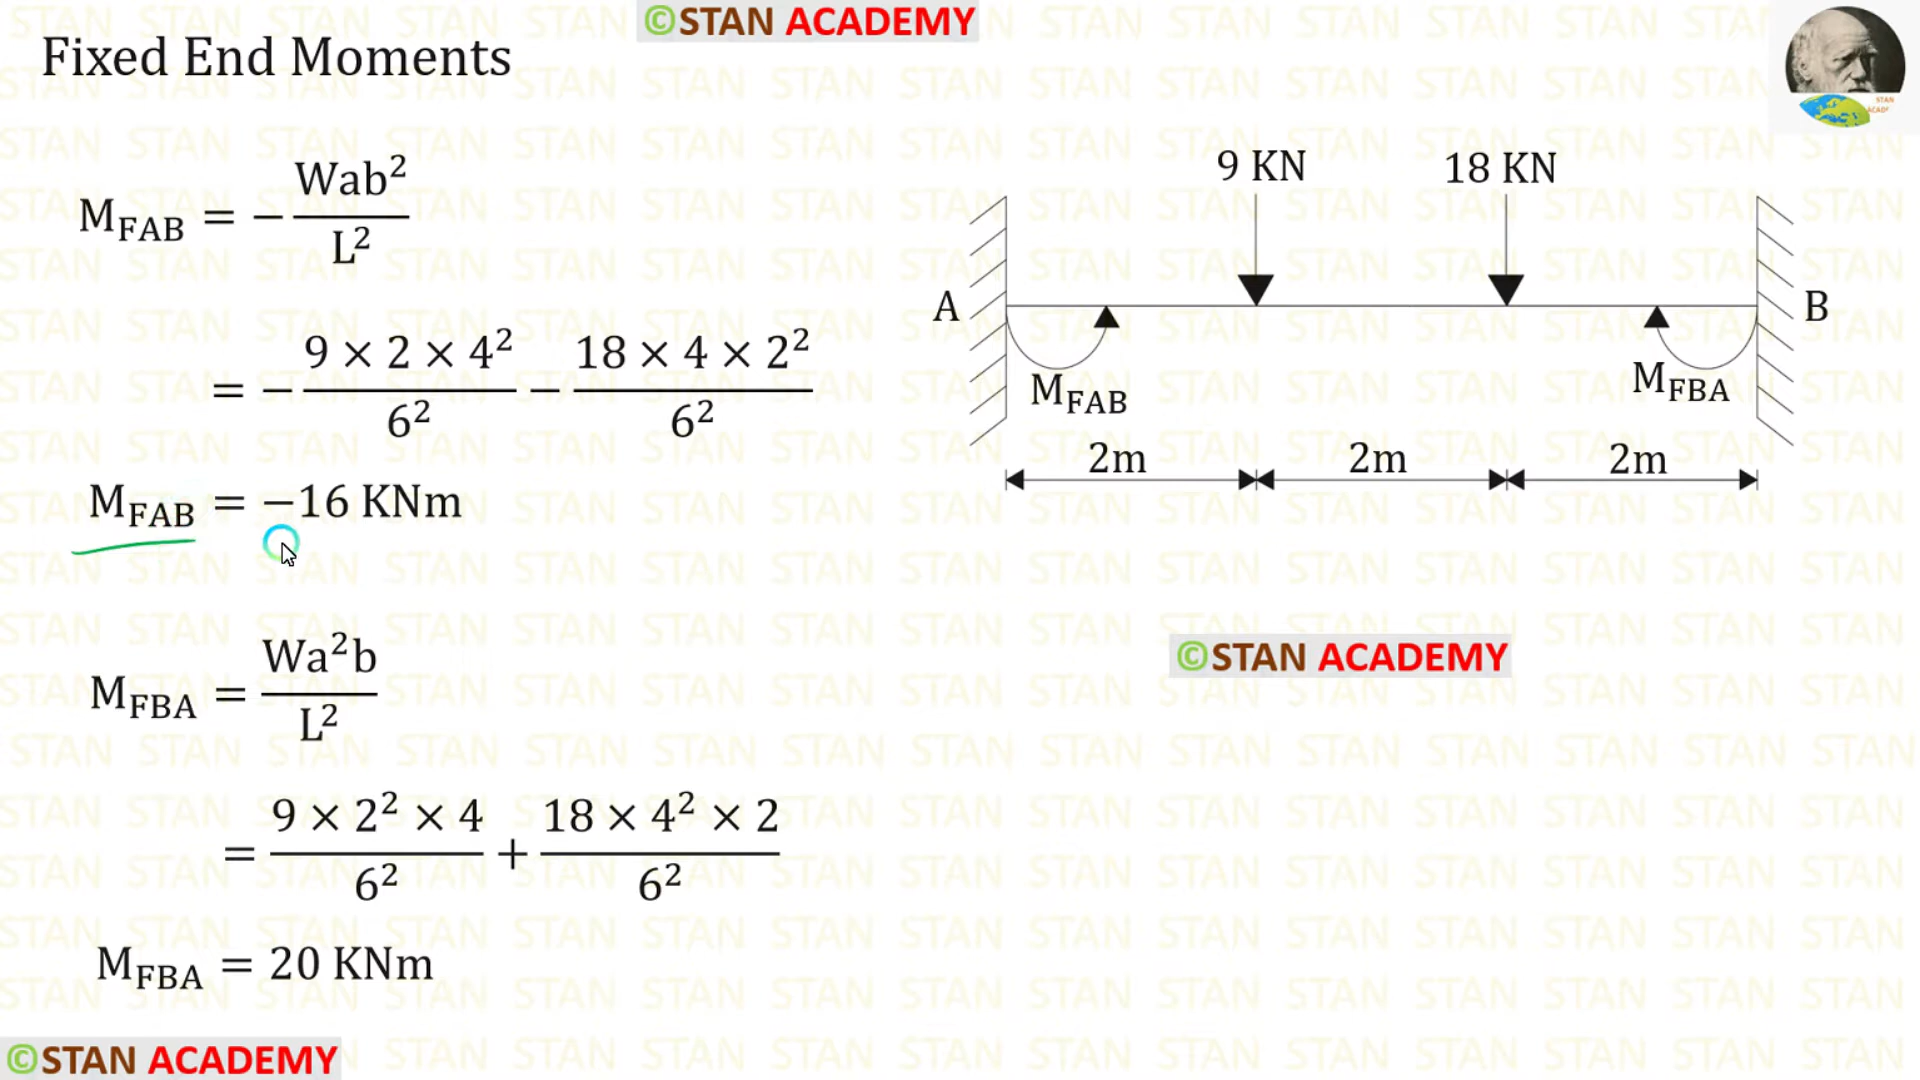 ©STAN ACADEMY
Fixed End Moments
M_FAB = −Wab²/L²
= −(9 × 2 × 4²)/6² − (18 × 4 × 2²)/6²
M_FAB = −16 KNm
M_FBA = Wa²b/L²
= (9 × 2² × 4)/6² + (18 × 4² × 2)/6²
M_FBA = 20 KNm
9 KN 18 KN
A B
M_FAB M_FBA
2m 2m 2m
©STAN ACADEMY
©STAN ACADEMY
STAN